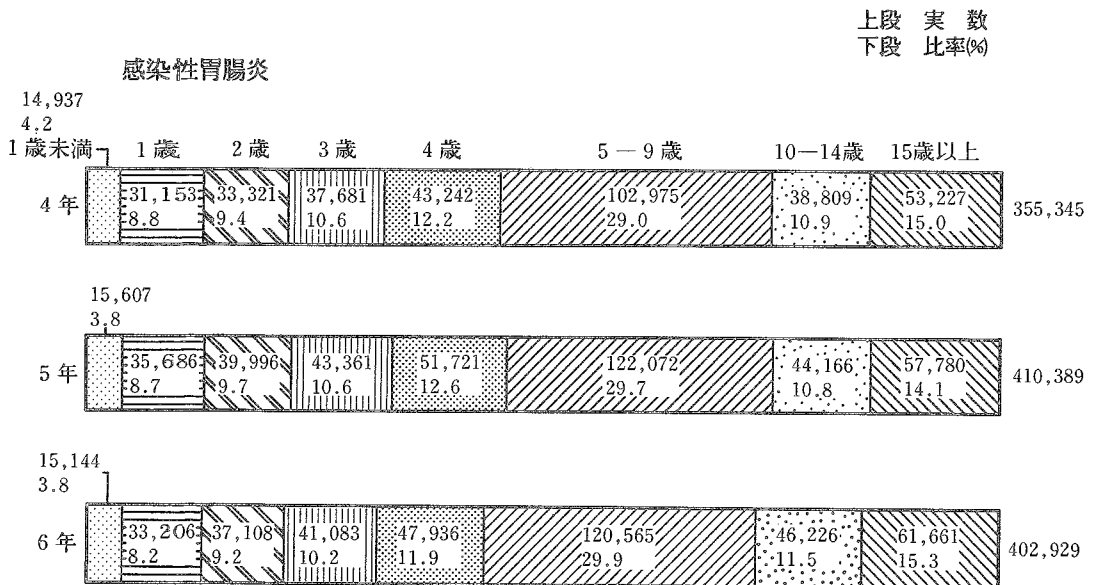 上段 実 数
下段 比率(%)
感染性胃腸炎
14,937
4.2
1歳未満 1歳 2歳 3歳 4歳 5－9歳 10－14歳 15歳以上
4年 31,153 33,321 37,681 43,242 102,975 38,809 53,227 355,345
8.8 9.4 10.6 12.2 29.0 10.9 15.0
15,607
3.8
5年 35,686 39,996 43,361 51,721 122,072 44,166 57,780 410,389
8.7 9.7 10.6 12.6 29.7 10.8 14.1
15,144
3.8
6年 33,206 37,108 41,083 47,936 120,565 46,226 61,661 402,929
8.2 9.2 10.2 11.9 29.9 11.5 15.3